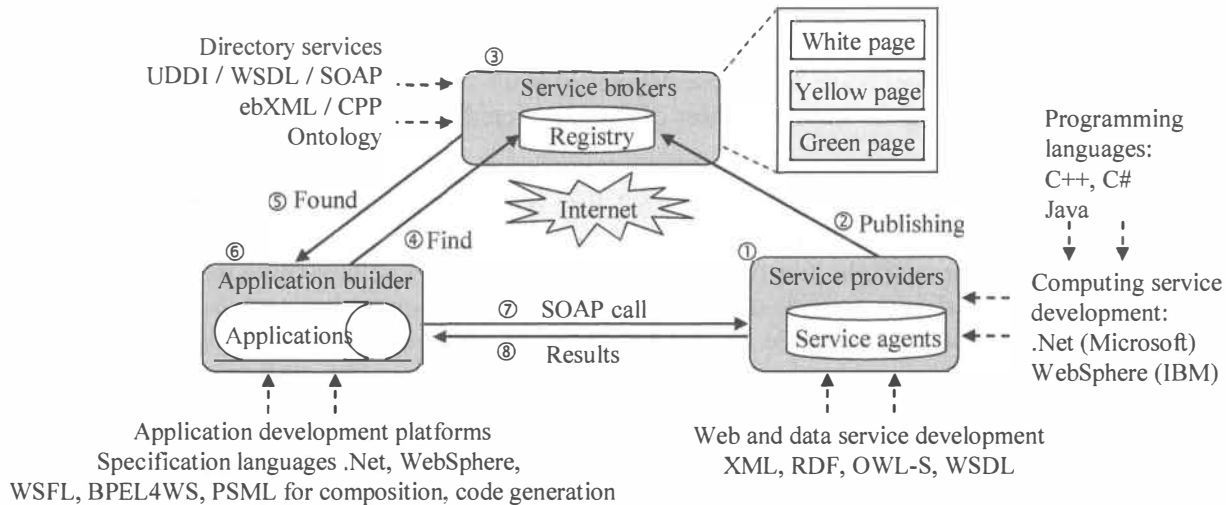 Directory services
UDDI / WSDL / SOAP
ebXML / CPP
Ontology
③
Service brokers
Registry
White page
Yellow page
Green page
Programming
languages:
C++, C#
Java
⑤ Found
④ Find
Internet
② Publishing
⑥
Application builder
Applications
①
Service providers
Service agents
⑦ SOAP call
⑧ Results
Computing service
development:
.Net (Microsoft)
WebSphere (IBM)
Application development platforms
Specification languages .Net, WebSphere,
WSFL, BPEL4WS, PSML for composition, code generation
Web and data service development
XML, RDF, OWL-S, WSDL